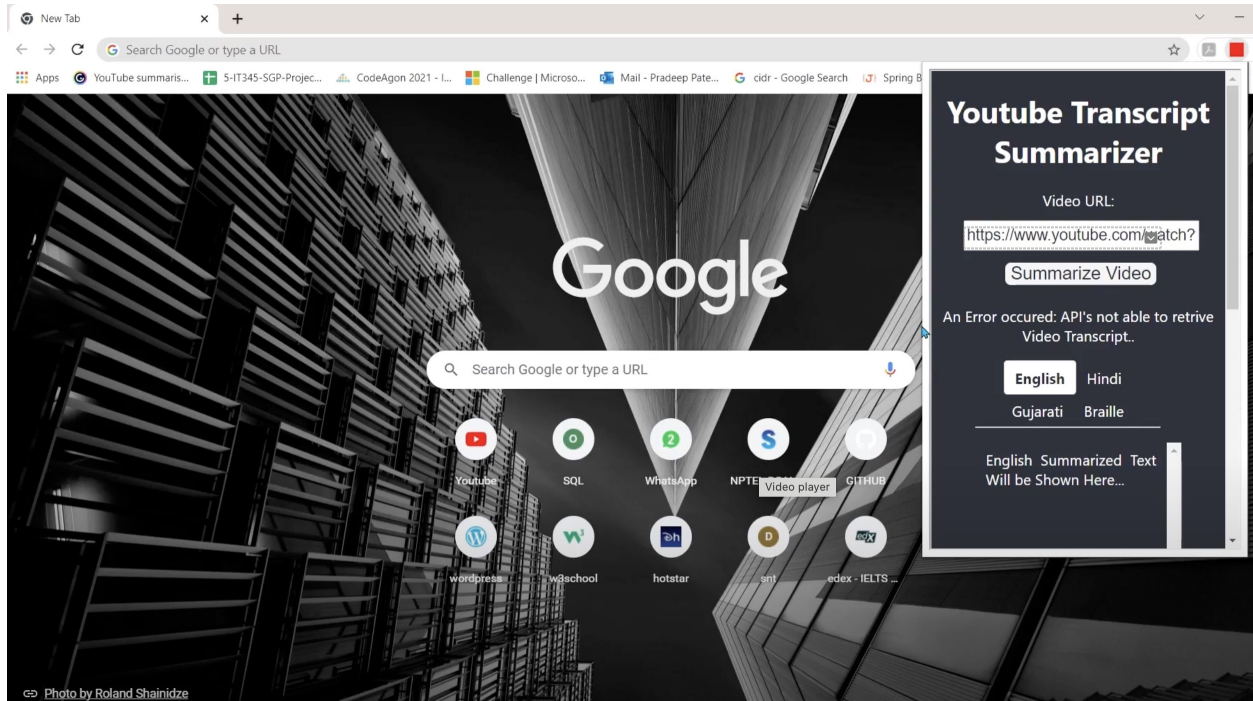 New Tab
Search Google or type a URL
Apps YouTube summaris... 5-IT345-SGP-Projec... CodeAgon 2021 - I... Challenge | Microso... Mail - Pradeep Pate... cidr - Google Search Spring B
Youtube Transcript
Summarizer
Video URL:
https://www.youtube.com/watch?
Summarize Video
An Error occured: API's not able to retrive
Video Transcript..
English Hindi
Gujarati Braille
English Summarized Text
Will be Shown Here...
Google
Search Google or type a URL
Youtube SQL WhatsApp GITHUB
Video player
wordpress w3school hotstar snt edex - IELTS ...
Photo by Roland Shainidze